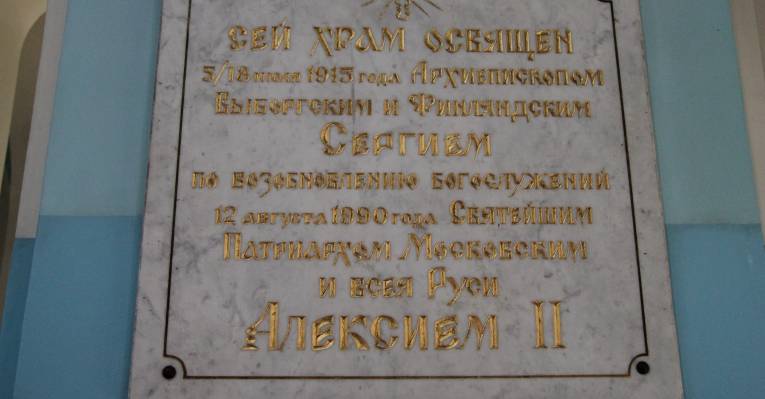 СЕЙ ХРАМ ОСВЯЩЕН
5/18 июля 1915 года Архиепископом
Выборгским и Финляндским
Сергием
по возобновлению богослужений
12 августа 1990 года Святейшим
Патриархом Московским
и всея Руси
Алексием II